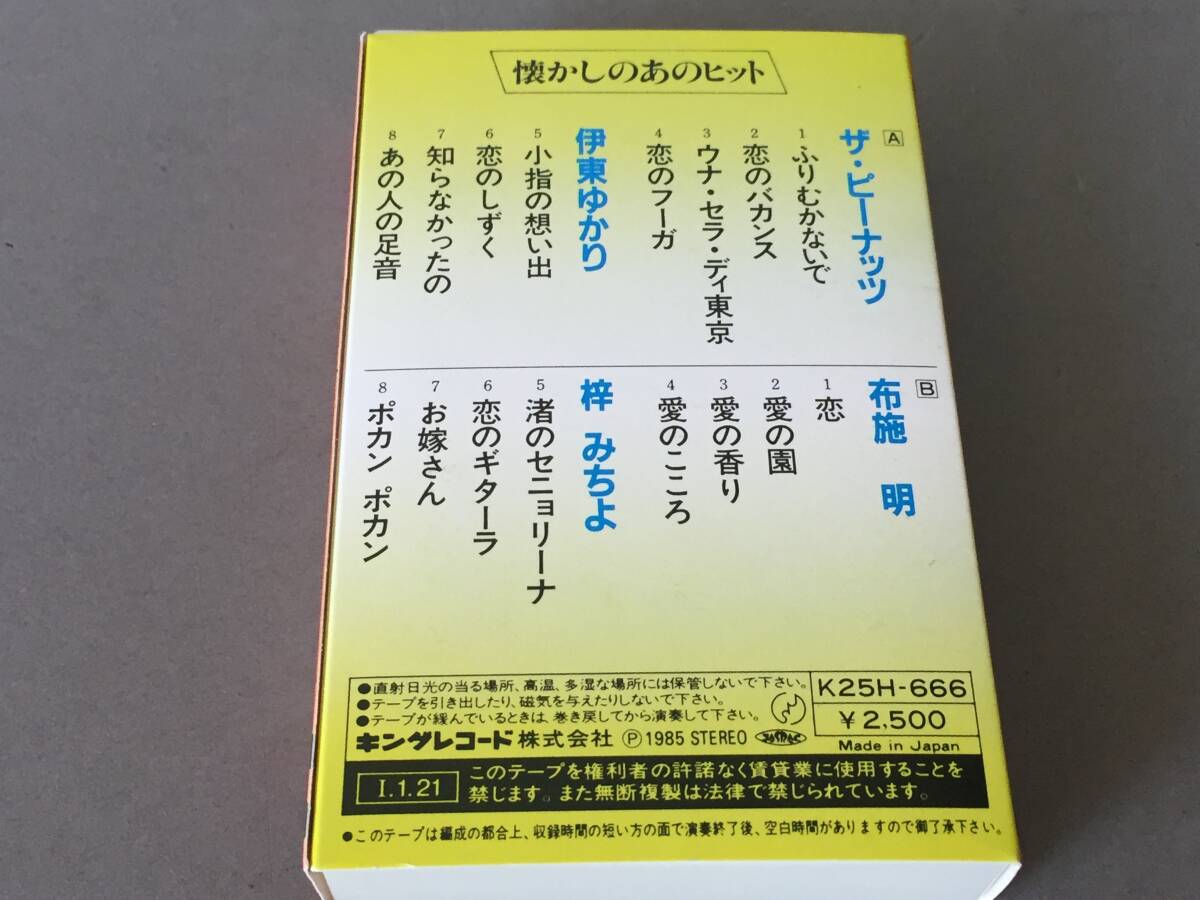 懐かしのあのヒット
A
ザ・ピーナッツ
1 ふりむかないで
2 恋のバカンス
3 ウナ・セラ・ディ東京
4 恋のフーガ
伊東ゆかり
5 小指の想い出
6 恋のしずく
7 知らなかったの
8 あの人の足音
B
布施 明
1 恋
2 愛の園
3 愛の香り
4 愛のこころ
梓 みちよ
5 渚のセニョリーナ
6 恋のギターラ
7 お嫁さん
8 ポカン ポカン
●直射日光の当る場所、高温、多湿な場所には保管しないで下さい。
●テープを引き出したり、磁気を与えたりしないで下さい。
●テープが緩んでいるときは、巻き戻してから演奏して下さい。
キングレコード株式会社 Ⓟ 1985 STEREO
K25H-666
¥2,500
Made in Japan
I.1.21
このテープを権利者の許諾なく賃貸業に使用することを
禁じます。また無断複製は法律で禁じられています。
●このテープは編成の都合上、収録時間の短い方の面で演奏終了後、空白時間がありますので御了承下さい。